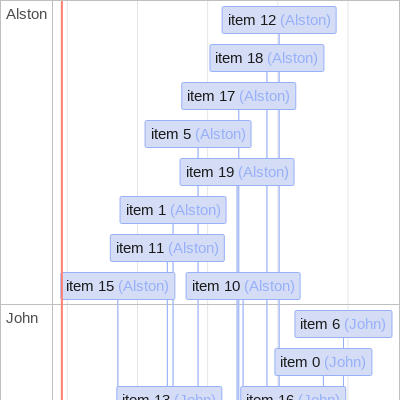 Alston
item 12 (Alston)
item 18 (Alston)
item 17 (Alston)
item 5 (Alston)
item 19 (Alston)
item 1 (Alston)
item 11 (Alston)
item 15 (Alston)
item 10 (Alston)
John
item 6 (John)
item 0 (John)
item 13 (John)
item 16 (John)